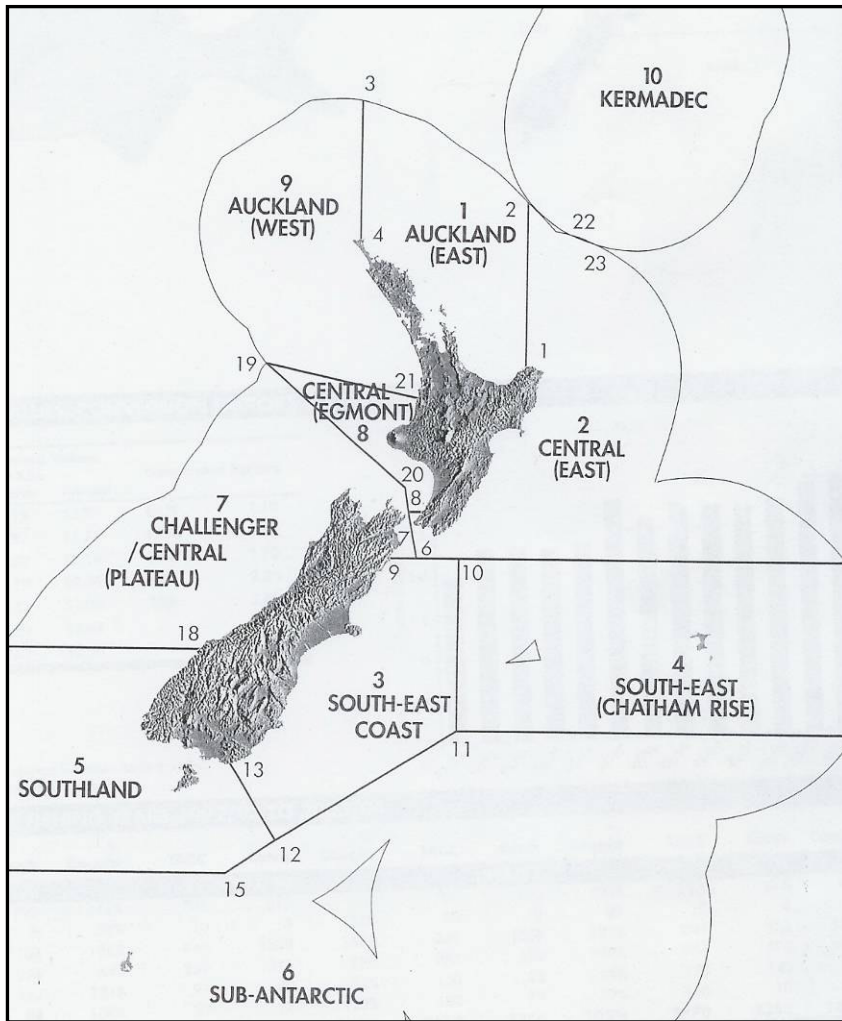 10
KERMADEC
3
9
AUCKLAND
(WEST)
1
AUCKLAND
(EAST)
2
4
22
23
19
21
1
CENTRAL
(EGMONT)
8
2
CENTRAL
(EAST)
20
8
7
CHALLENGER
/CENTRAL
(PLATEAU)
7
6
9
10
18
3
SOUTH-EAST
COAST
4
SOUTH-EAST
(CHATHAM RISE)
11
5
SOUTHLAND
13
12
15
6
SUB-ANTARCTIC